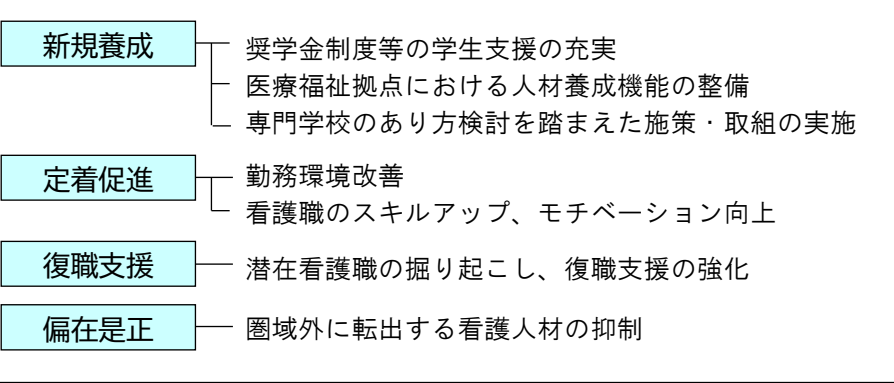 新規養成
奨学金制度等の学生支援の充実
医療福祉拠点における人材養成機能の整備
専門学校のあり方検討を踏まえた施策・取組の実施
定着促進
勤務環境改善
看護職のスキルアップ、モチベーション向上
復職支援
潜在看護職の掘り起こし、復職支援の強化
偏在是正
圏域外に転出する看護人材の抑制